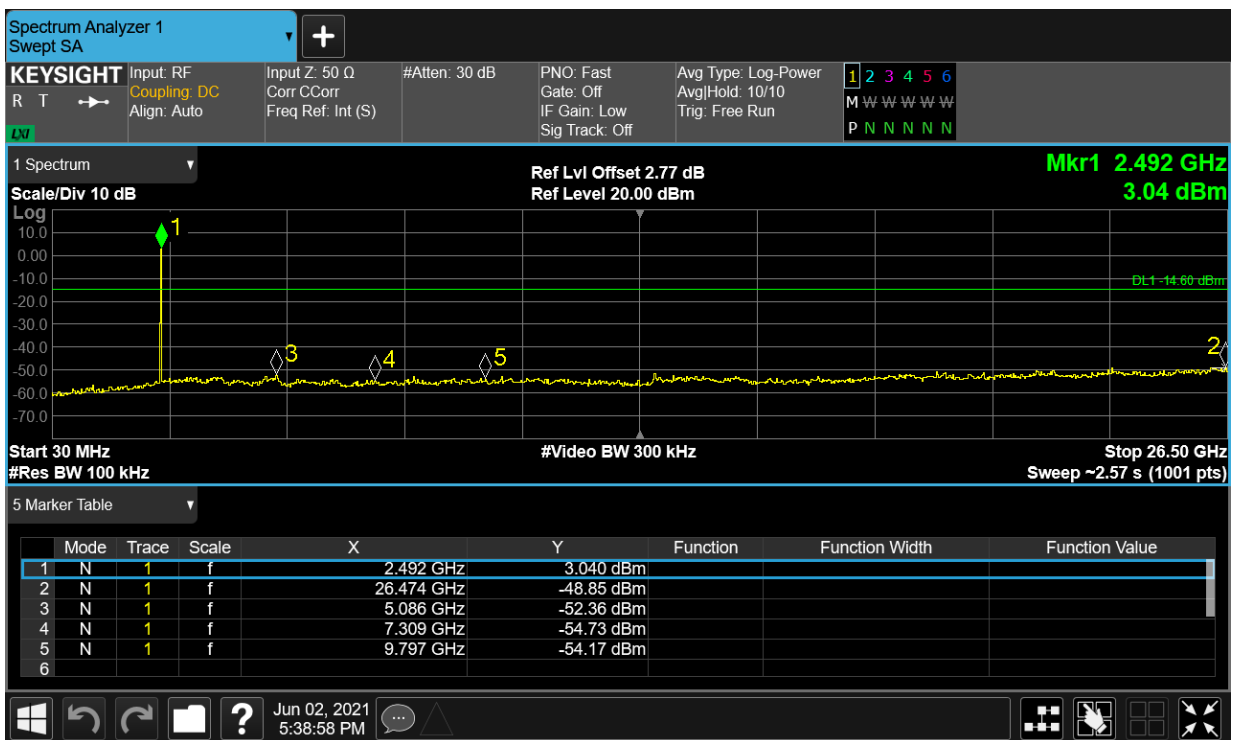 Spectrum Analyzer 1
Swept SA
+
KEYSIGHT
R T
LXI
Input: RF
Coupling: DC
Align: Auto
Input Z: 50 Ω
Corr CCorr
Freq Ref: Int (S)
#Atten: 30 dB
PNO: Fast
Gate: Off
IF Gain: Low
Sig Track: Off
Avg Type: Log-Power
Avg|Hold: 10/10
Trig: Free Run
1 2 3 4 5 6
M W W W W W
P N N N N N
1 Spectrum
Scale/Div 10 dB
Ref Lvl Offset 2.77 dB
Ref Level 20.00 dBm
Mkr1 2.492 GHz
3.04 dBm
Log
10.0
0.00
-10.0
-20.0
-30.0
-40.0
-50.0
-60.0
-70.0
1
DL1 -14.60 dBm
3
4
5
2
Start 30 MHz
#Video BW 300 kHz
Stop 26.50 GHz
#Res BW 100 kHz
Sweep ~2.57 s (1001 pts)
5 Marker Table
Mode Trace Scale X Y Function Function Width Function Value
1 N 1 f 2.492 GHz 3.040 dBm
2 N 1 f 26.474 GHz -48.85 dBm
3 N 1 f 5.086 GHz -52.36 dBm
4 N 1 f 7.309 GHz -54.73 dBm
5 N 1 f 9.797 GHz -54.17 dBm
6
?
Jun 02, 2021
5:38:58 PM